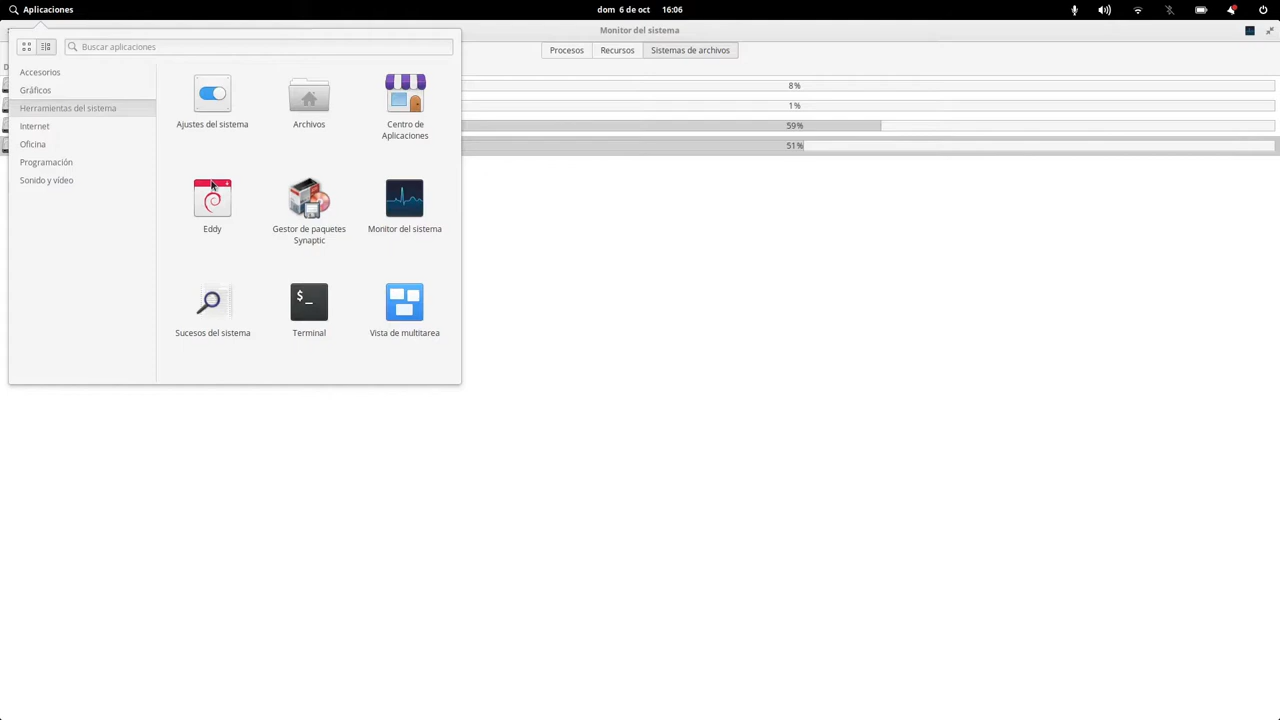 Aplicaciones
dom 6 de oct 16:06
Monitor del sistema
Procesos Recursos Sistemas de archivos
Buscar aplicaciones
Accesorios
Gráficos
Herramientas del sistema
Internet
Oficina
Programación
Sonido y vídeo
Ajustes del sistema
Archivos
Centro de
Aplicaciones
Eddy
Gestor de paquetes
Synaptic
Monitor del sistema
Sucesos del sistema
$_
Terminal
Vista de multitarea
8%
1%
59%
51%